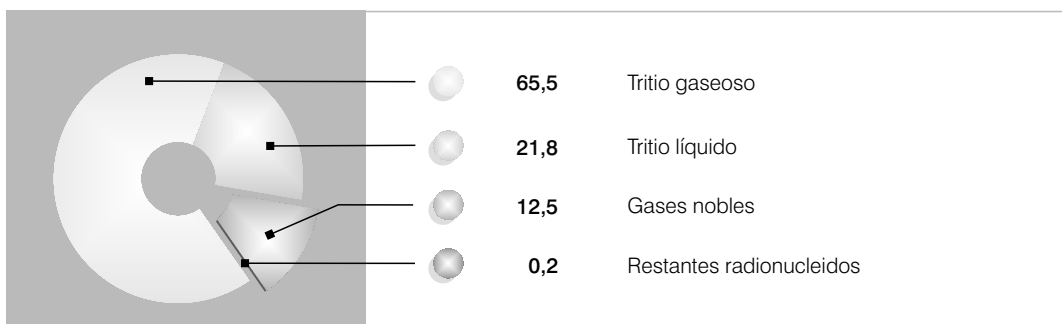 65,5 Tritio gaseoso
21,8 Tritio líquido
12,5 Gases nobles
0,2 Restantes radionucleidos